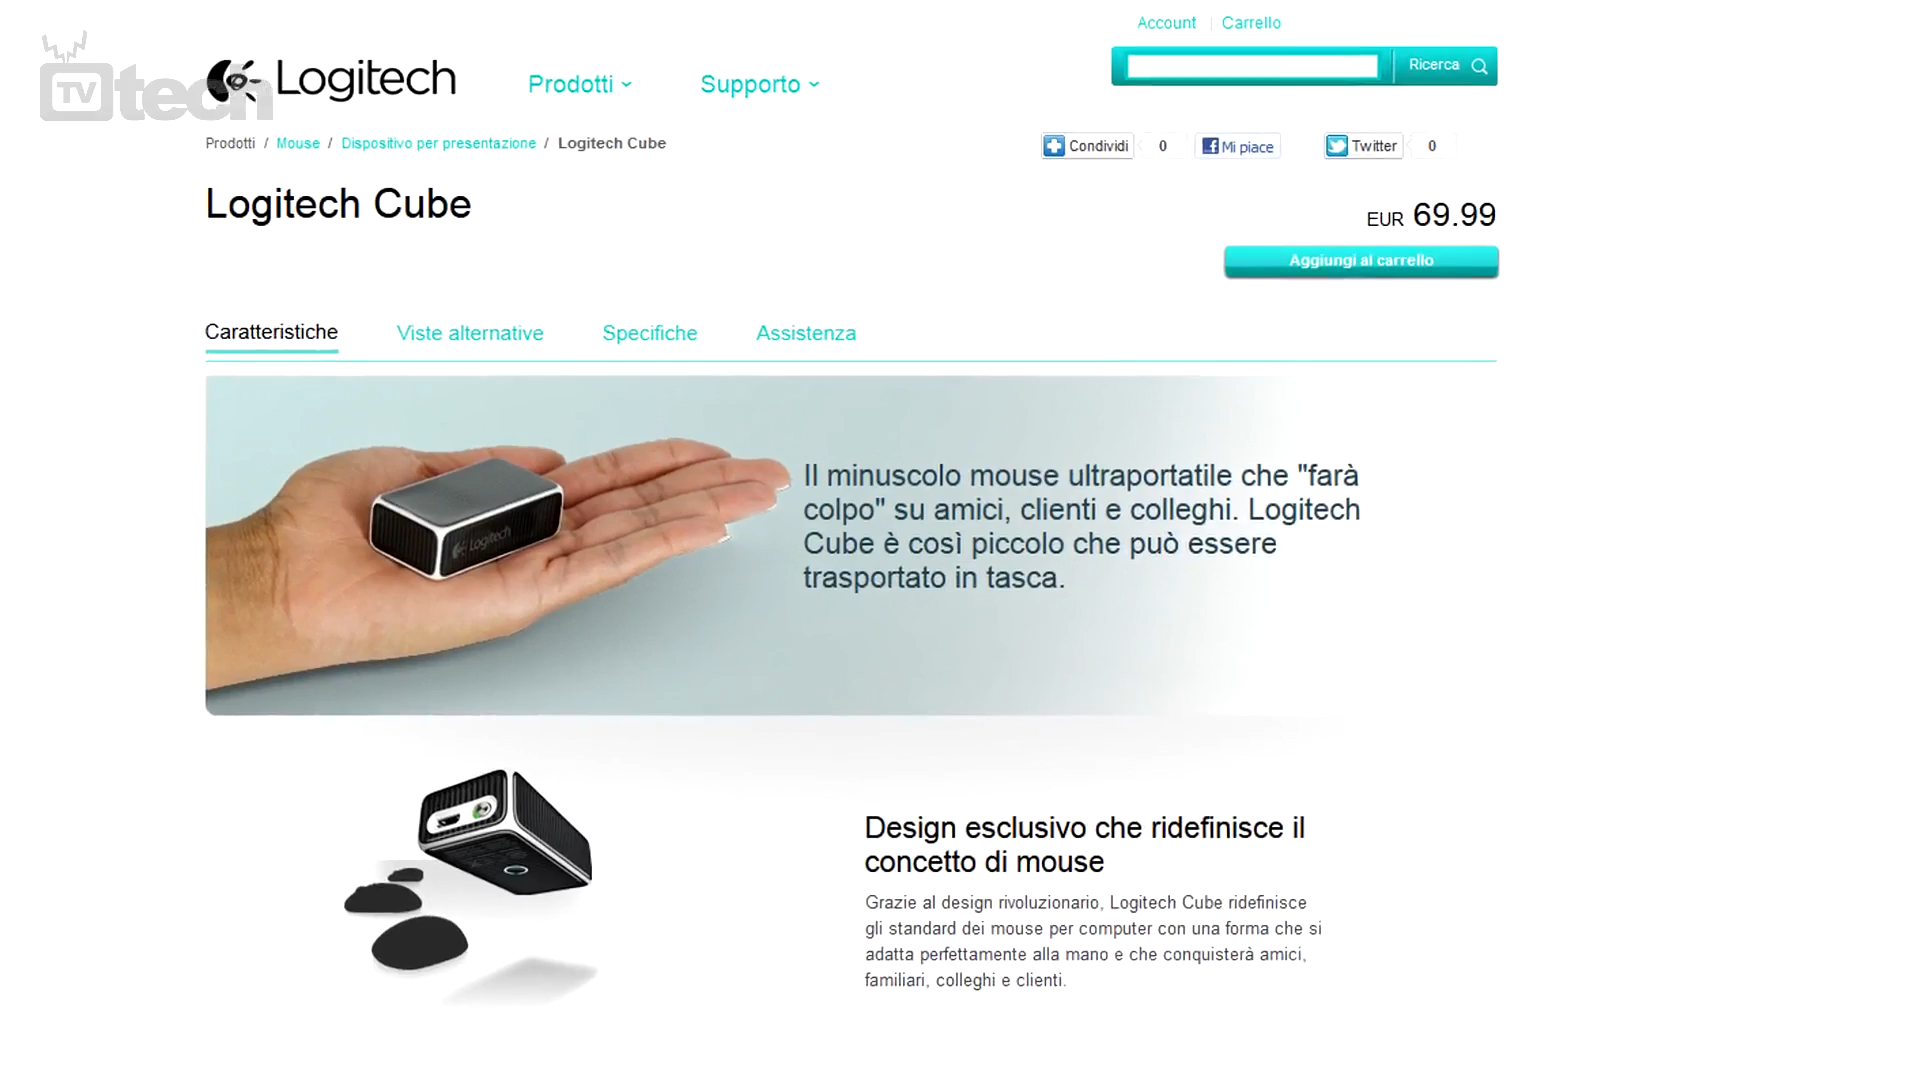 Account Carrello
TV tech
Logitech
Prodotti
Supporto
Ricerca
Prodotti / Mouse / Dispositivo per presentazione / Logitech Cube
Condividi 0
Mi piace
Twitter 0
Logitech Cube
EUR 69.99
Aggiungi al carrello
Caratteristiche Viste alternative Specifiche Assistenza
Logitech
Il minuscolo mouse ultraportatile che "farà
colpo" su amici, clienti e colleghi. Logitech
Cube è così piccolo che può essere
trasportato in tasca.
Design esclusivo che ridefinisce il
concetto di mouse
Grazie al design rivoluzionario, Logitech Cube ridefinisce
gli standard dei mouse per computer con una forma che si
adatta perfettamente alla mano e che conquisterà amici,
familiari, colleghi e clienti.